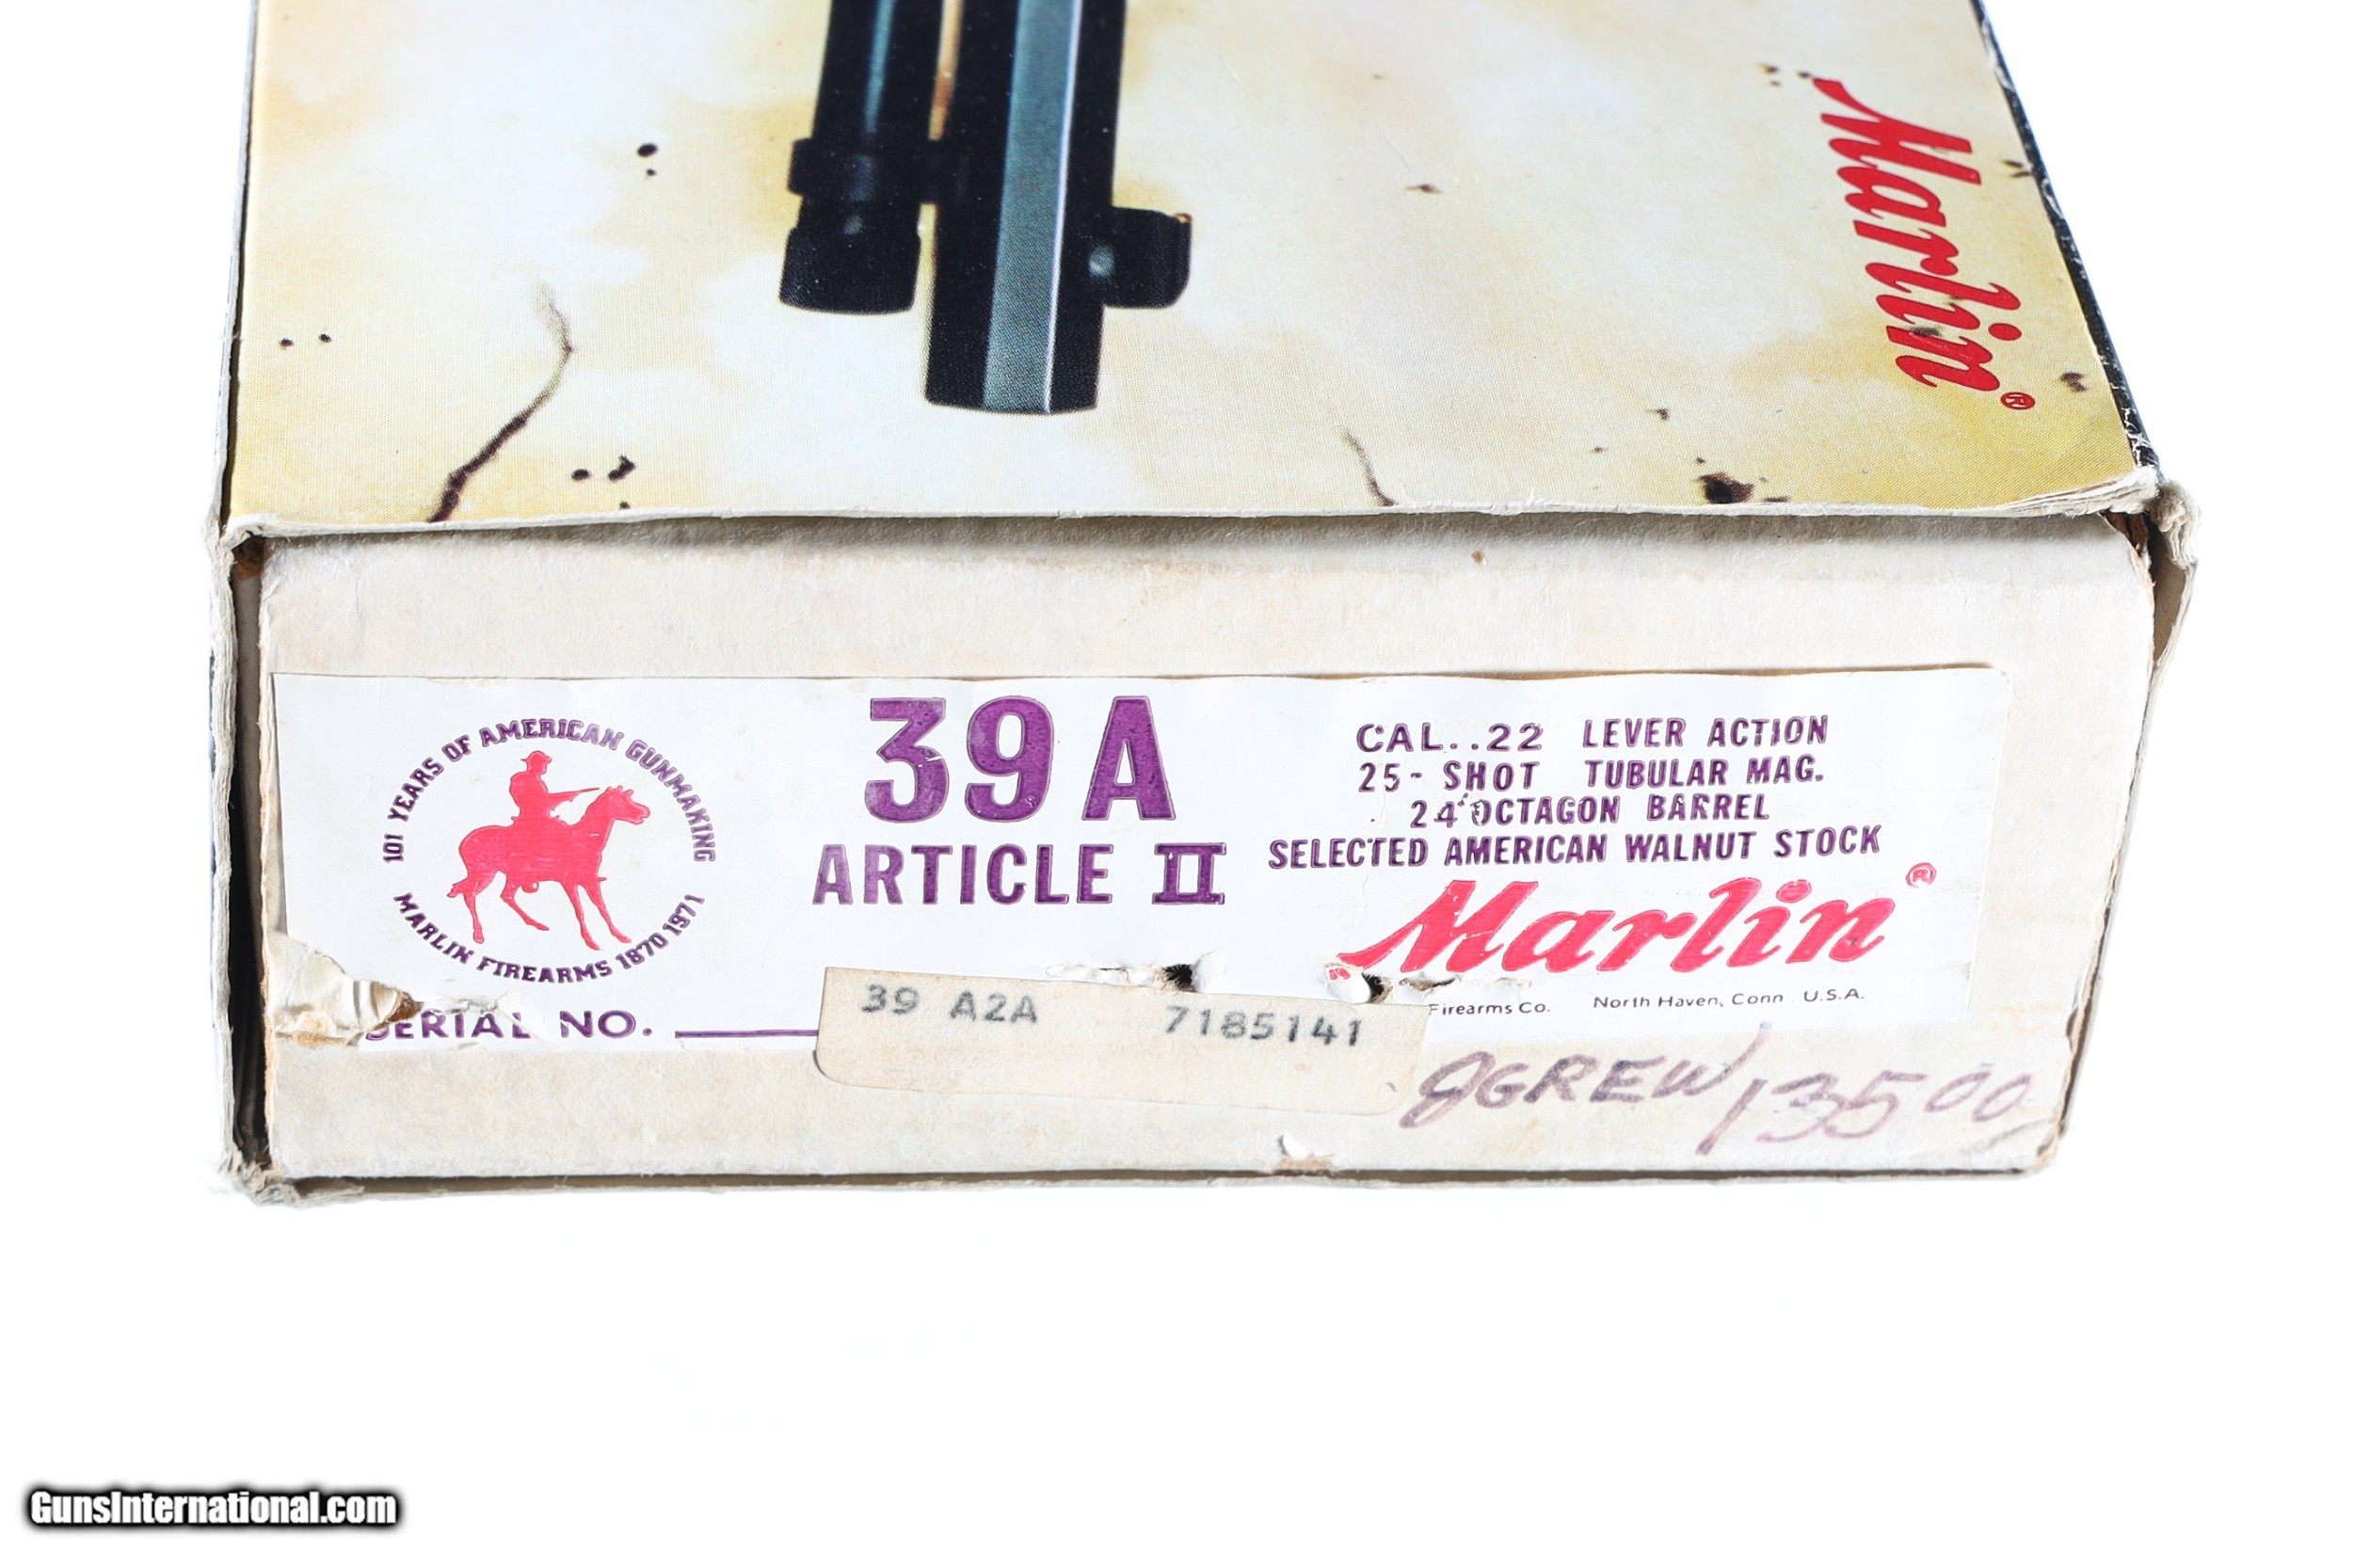 Marlin®
101 YEARS OF AMERICAN GUNMAKING
MARLIN FIREARMS 1870 1971
39A
ARTICLE II
CAL..22 LEVER ACTION
25-SHOT TUBULAR MAG.
24" OCTAGON BARREL
SELECTED AMERICAN WALNUT STOCK
Marlin®
Firearms Co. North Haven, Conn U.S.A.
SERIAL NO.
39 A2A 7185141
13500
GunsInternational.com